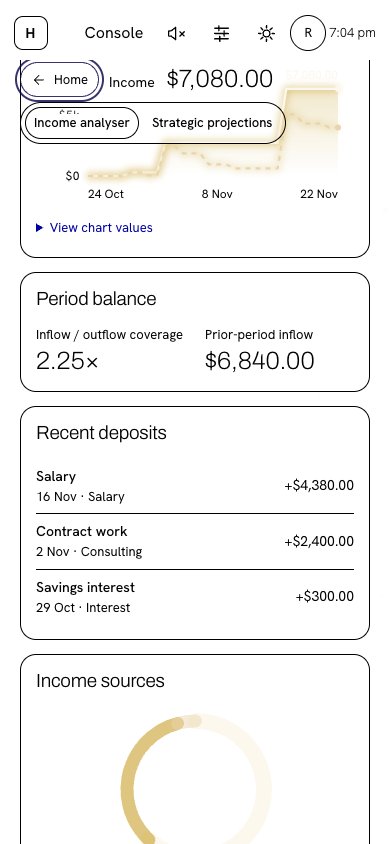 H Console R 7:04 pm
← Home Income $7,080.00
Income analyser Strategic projections
$0
24 Oct 8 Nov 22 Nov
▶ View chart values
Period balance
Inflow / outflow coverage Prior-period inflow
2.25× $6,840.00
Recent deposits
Salary
16 Nov · Salary
+$4,380.00
Contract work
2 Nov · Consulting
+$2,400.00
Savings interest
29 Oct · Interest
+$300.00
Income sources